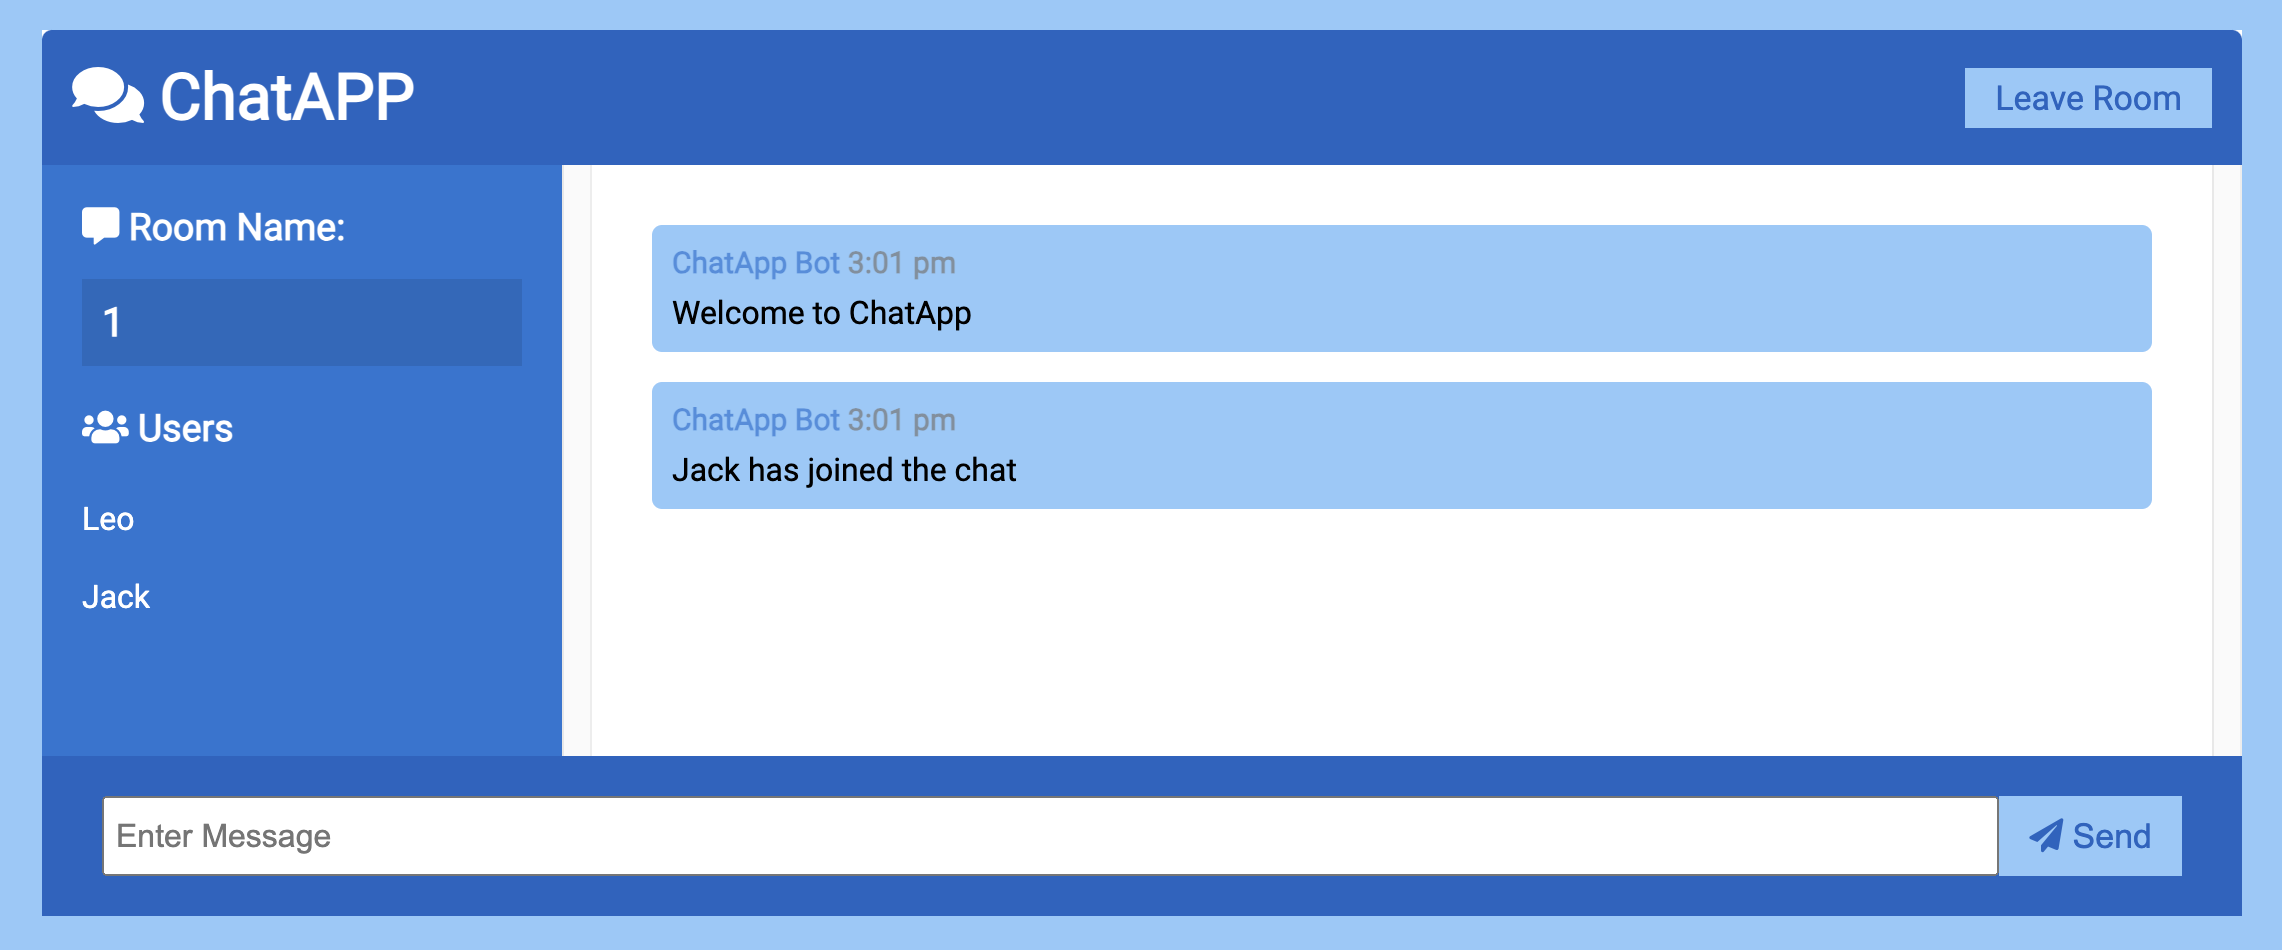 ChatAPP
Leave Room
Room Name:
1
Users
Leo
Jack
ChatApp Bot 3:01 pm
Welcome to ChatApp
ChatApp Bot 3:01 pm
Jack has joined the chat
Enter Message
Send